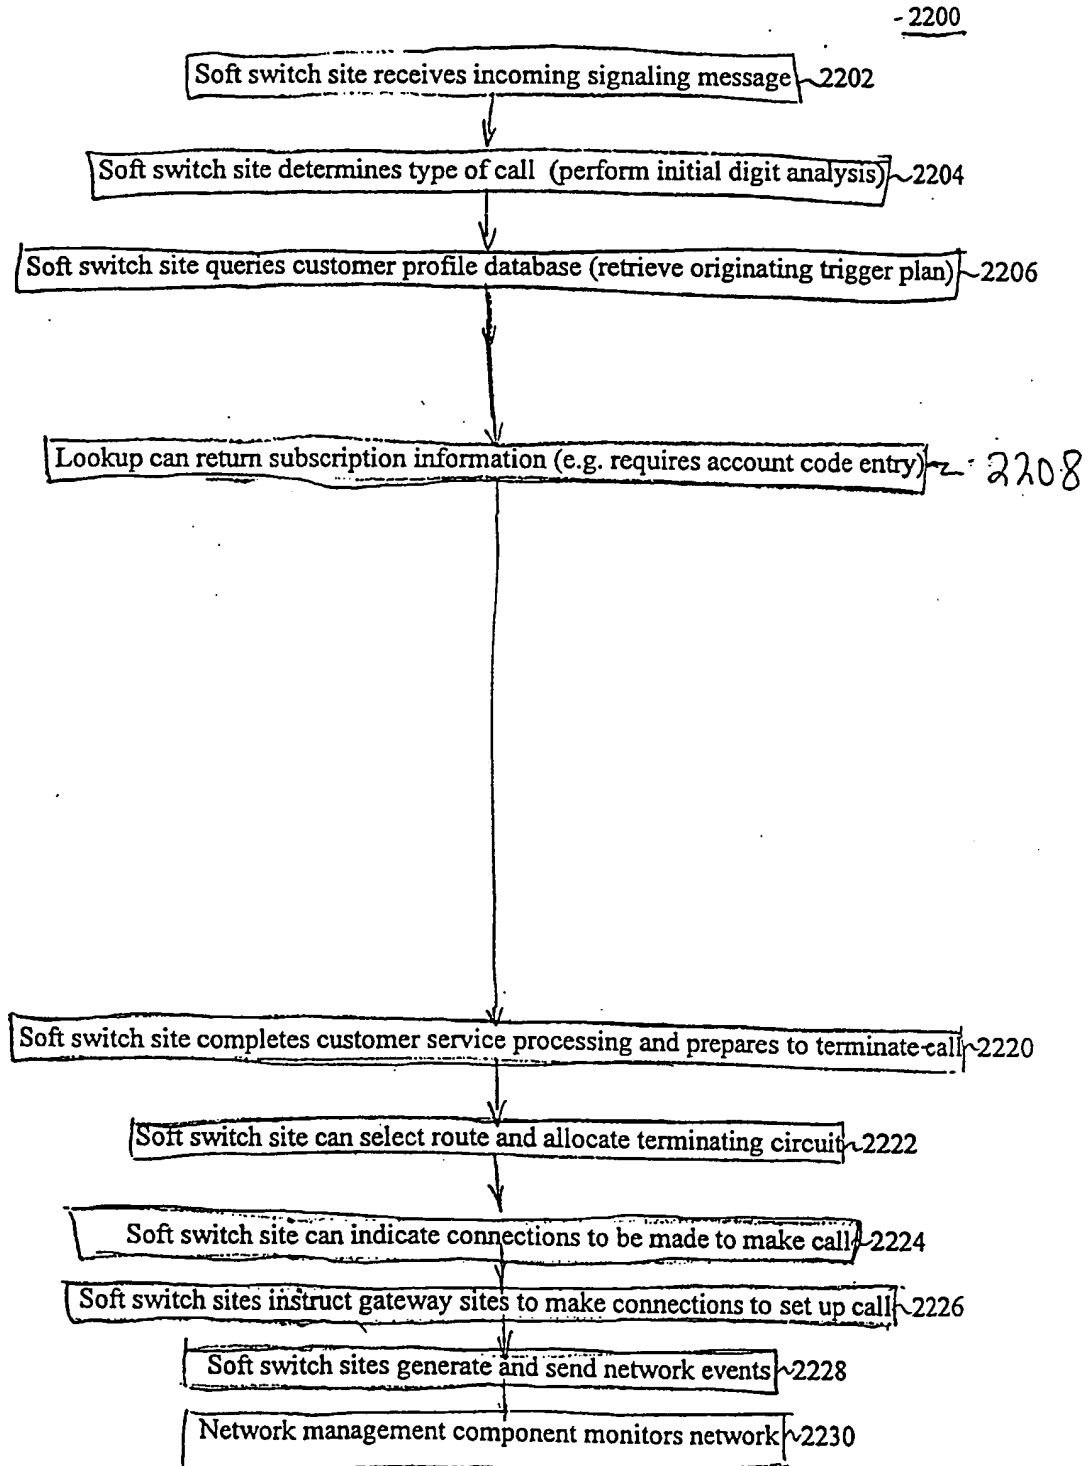 - 2200
Soft switch site receives incoming signaling message 2202
Soft switch site determines type of call (perform initial digit analysis) 2204
Soft switch site queries customer profile database (retrieve originating trigger plan) 2206
Lookup can return subscription information (e.g. requires account code entry) 2208
Soft switch site completes customer service processing and prepares to terminate call 2220
Soft switch site can select route and allocate terminating circuit 2222
Soft switch site can indicate connections to be made to make call 2224
Soft switch sites instruct gateway sites to make connections to set up call 2226
Soft switch sites generate and send network events 2228
Network management component monitors network 2230